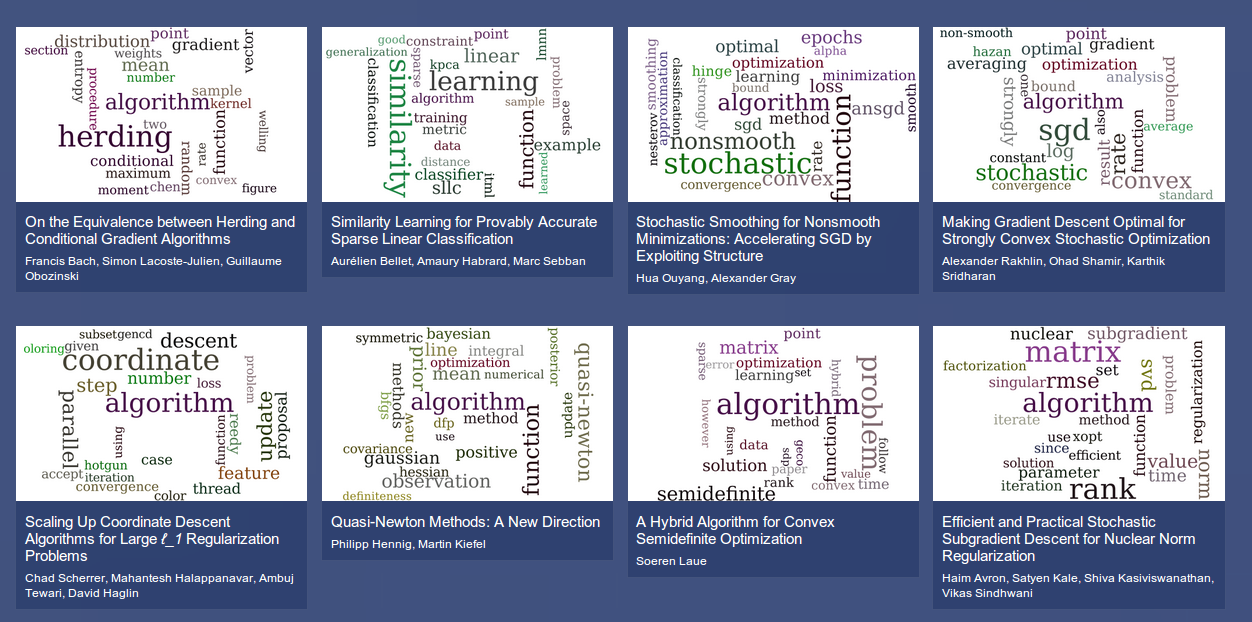 distribution point
section weights gradient vector
entropy mean
procedure number
sample
algorithm kernel
herding two function welling
conditional random rate
maximum
moment chen convex figure
On the Equivalence between Herding and
Conditional Gradient Algorithms
Francis Bach, Simon Lacoste-Julien, Guillaume
Obozinski
good constraint point lmnn
generalization sparse linear
classification similarity kpca learning problem
algorithm sample
training space
metric
data function example
distance
classifier learned
sllc itml
Similarity Learning for Provably Accurate
Sparse Linear Classification
Aurélien Bellet, Amaury Habrard, Marc Sebban
epochs
smoothing optimal alpha
approximation classification optimization
hinge learning minimization
strongly bound loss smooth
algorithm ansgd
method
nesterov sgd function
nonsmooth
stochastic rate
convergence convex
Stochastic Smoothing for Nonsmooth
Minimizations: Accelerating SGD by
Exploiting Structure
Hua Ouyang, Alexander Gray
non-smooth point
hazan optimal gradient
averaging optimization
one analysis problem
strongly bound
algorithm
sgd also function average
log
constant result rate
stochastic
convergence convex
standard
Making Gradient Descent Optimal for
Strongly Convex Stochastic Optimization
Alexander Rakhlin, Ohad Shamir, Karthik
Sridharan
subsetgencd descent
oloring given
coordinate problem
step number loss
parallel algorithm update proposal
using function reedy
case
accept hotgun feature
iteration
convergence thread
color
Scaling Up Coordinate Descent
Algorithms for Large ℓ_1 Regularization
Problems
Chad Scherrer, Mahantesh Halappanavar, Ambuj
Tewari, David Haglin
symmetric bayesian posterior
prior line integral quasi-newton
optimization
methods mean numerical
bfgs algorithm update
new dfp method
use function
covariance positive
gaussian
hessian
observation
definiteness
Quasi-Newton Methods: A New Direction
Philipp Hennig, Martin Kiefel
point
sparse matrix
error optimization hybrid problem
learning set
however algorithm
method
using data geco function follow
sdps
solution paper value
rank convex time
semidefinite
A Hybrid Algorithm for Convex
Semidefinite Optimization
Soeren Laue
nuclear subgradient
matrix regularization
factorization set svd problem
singular rmse
algorithm
iterate method
use xopt function
since efficient
solution value norm
parameter time
iteration rank
Efficient and Practical Stochastic
Subgradient Descent for Nuclear Norm
Regularization
Haim Avron, Satyen Kale, Shiva Kasiviswanathan,
Vikas Sindhwani